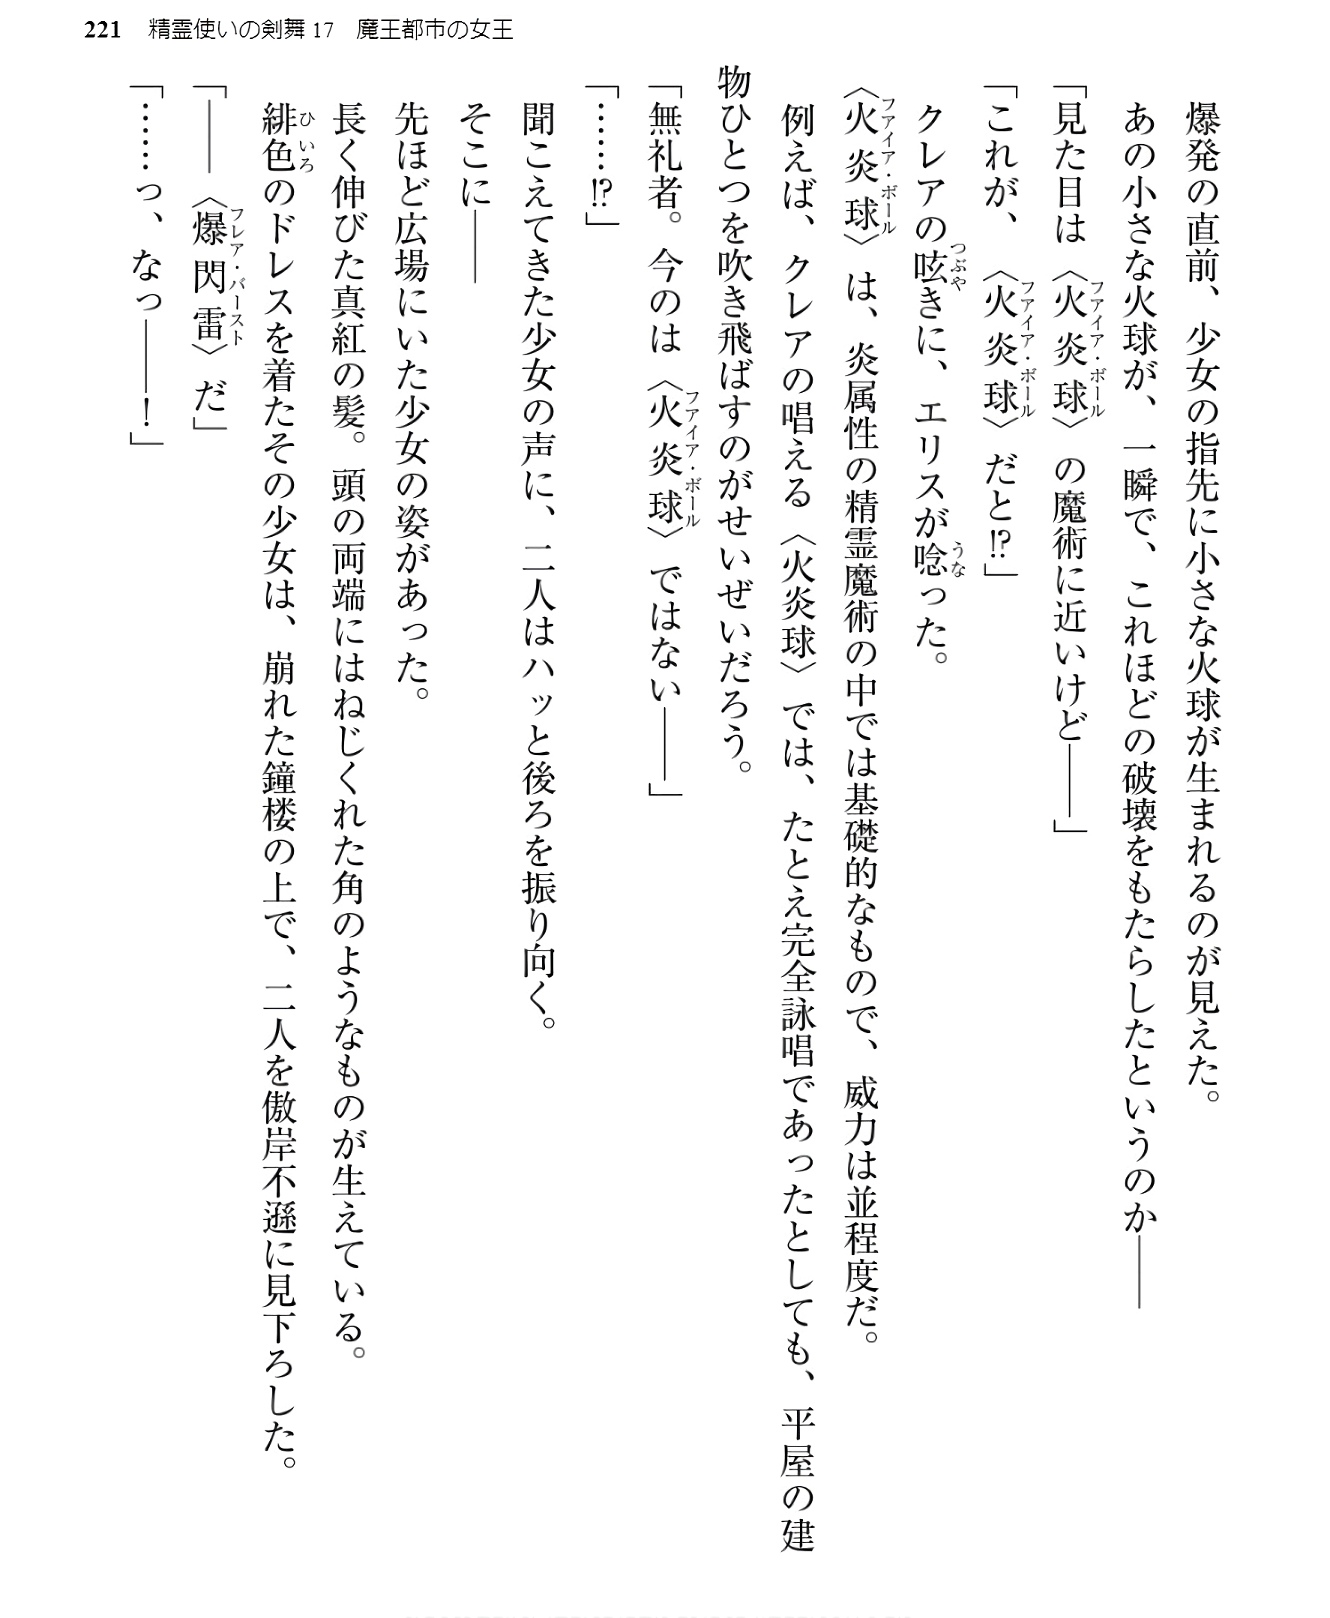 221　精霊使いの剣舞17　魔王都市の女王
爆発の直前、少女の指先に小さな火球が生まれるのが見えた。
あの小さな火球が、一瞬で、これほどの破壊をもたらしたというのか――
「見た目は〈火炎球〉の魔術に近いけど――」
ファイア・ボール
「これが、〈火炎球〉だと!?」
ファイア・ボール
クレアの呟きに、エリスが唸った。
つぶや
うな
〈火炎球〉は、炎属性の精霊魔術の中では基礎的なもので、威力は並程度だ。
ファイア・ボール
例えば、クレアの唱える〈火炎球〉では、たとえ完全詠唱であったとしても、平屋の建
物ひとつを吹き飛ばすのがせいぜいだろう。
「無礼者。今のは〈火炎球〉ではない――」
ファイア・ボール
「……!?」
聞こえてきた少女の声に、二人はハッと後ろを振り向く。
そこに――
先ほど広場にいた少女の姿があった。
長く伸びた真紅の髪。頭の両端にはねじくれた角のようなものが生えている。
緋色のドレスを着たその少女は、崩れた鐘楼の上で、二人を傲岸不遜に見下ろした。
ひいろ
「――〈爆閃雷〉だ」
フレア・バースト
「……っ、なっ――！」